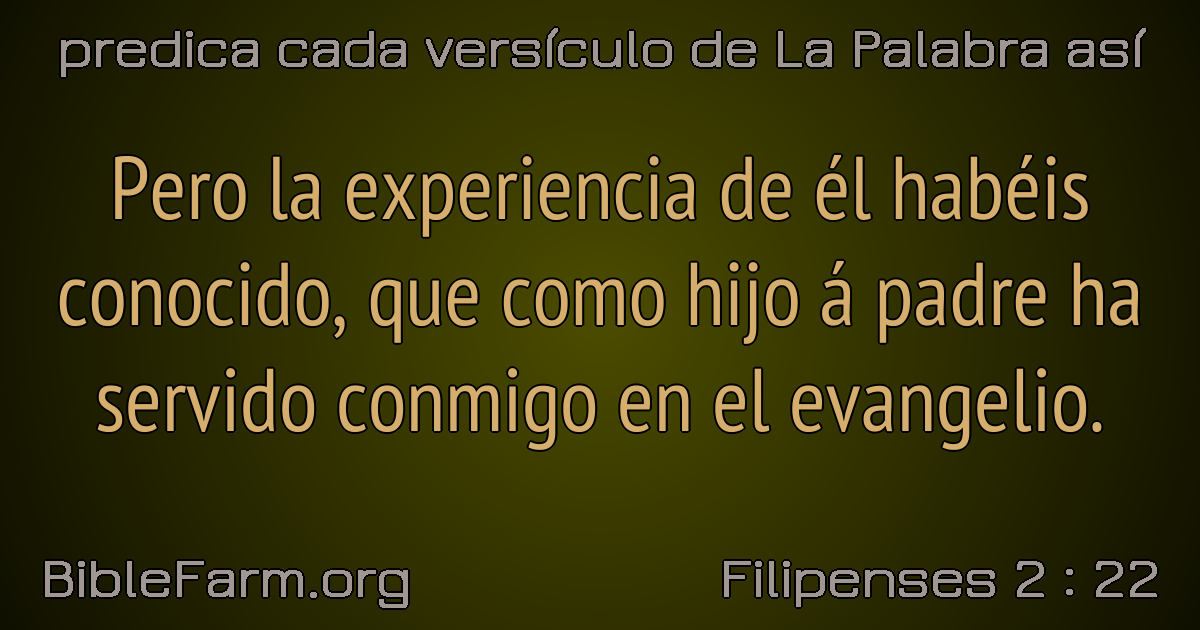 predica cada versículo de La Palabra así
Pero la experiencia de él habéis
conocido, que como hijo á padre ha
servido conmigo en el evangelio.
BibleFarm.org
Filipenses 2 : 22